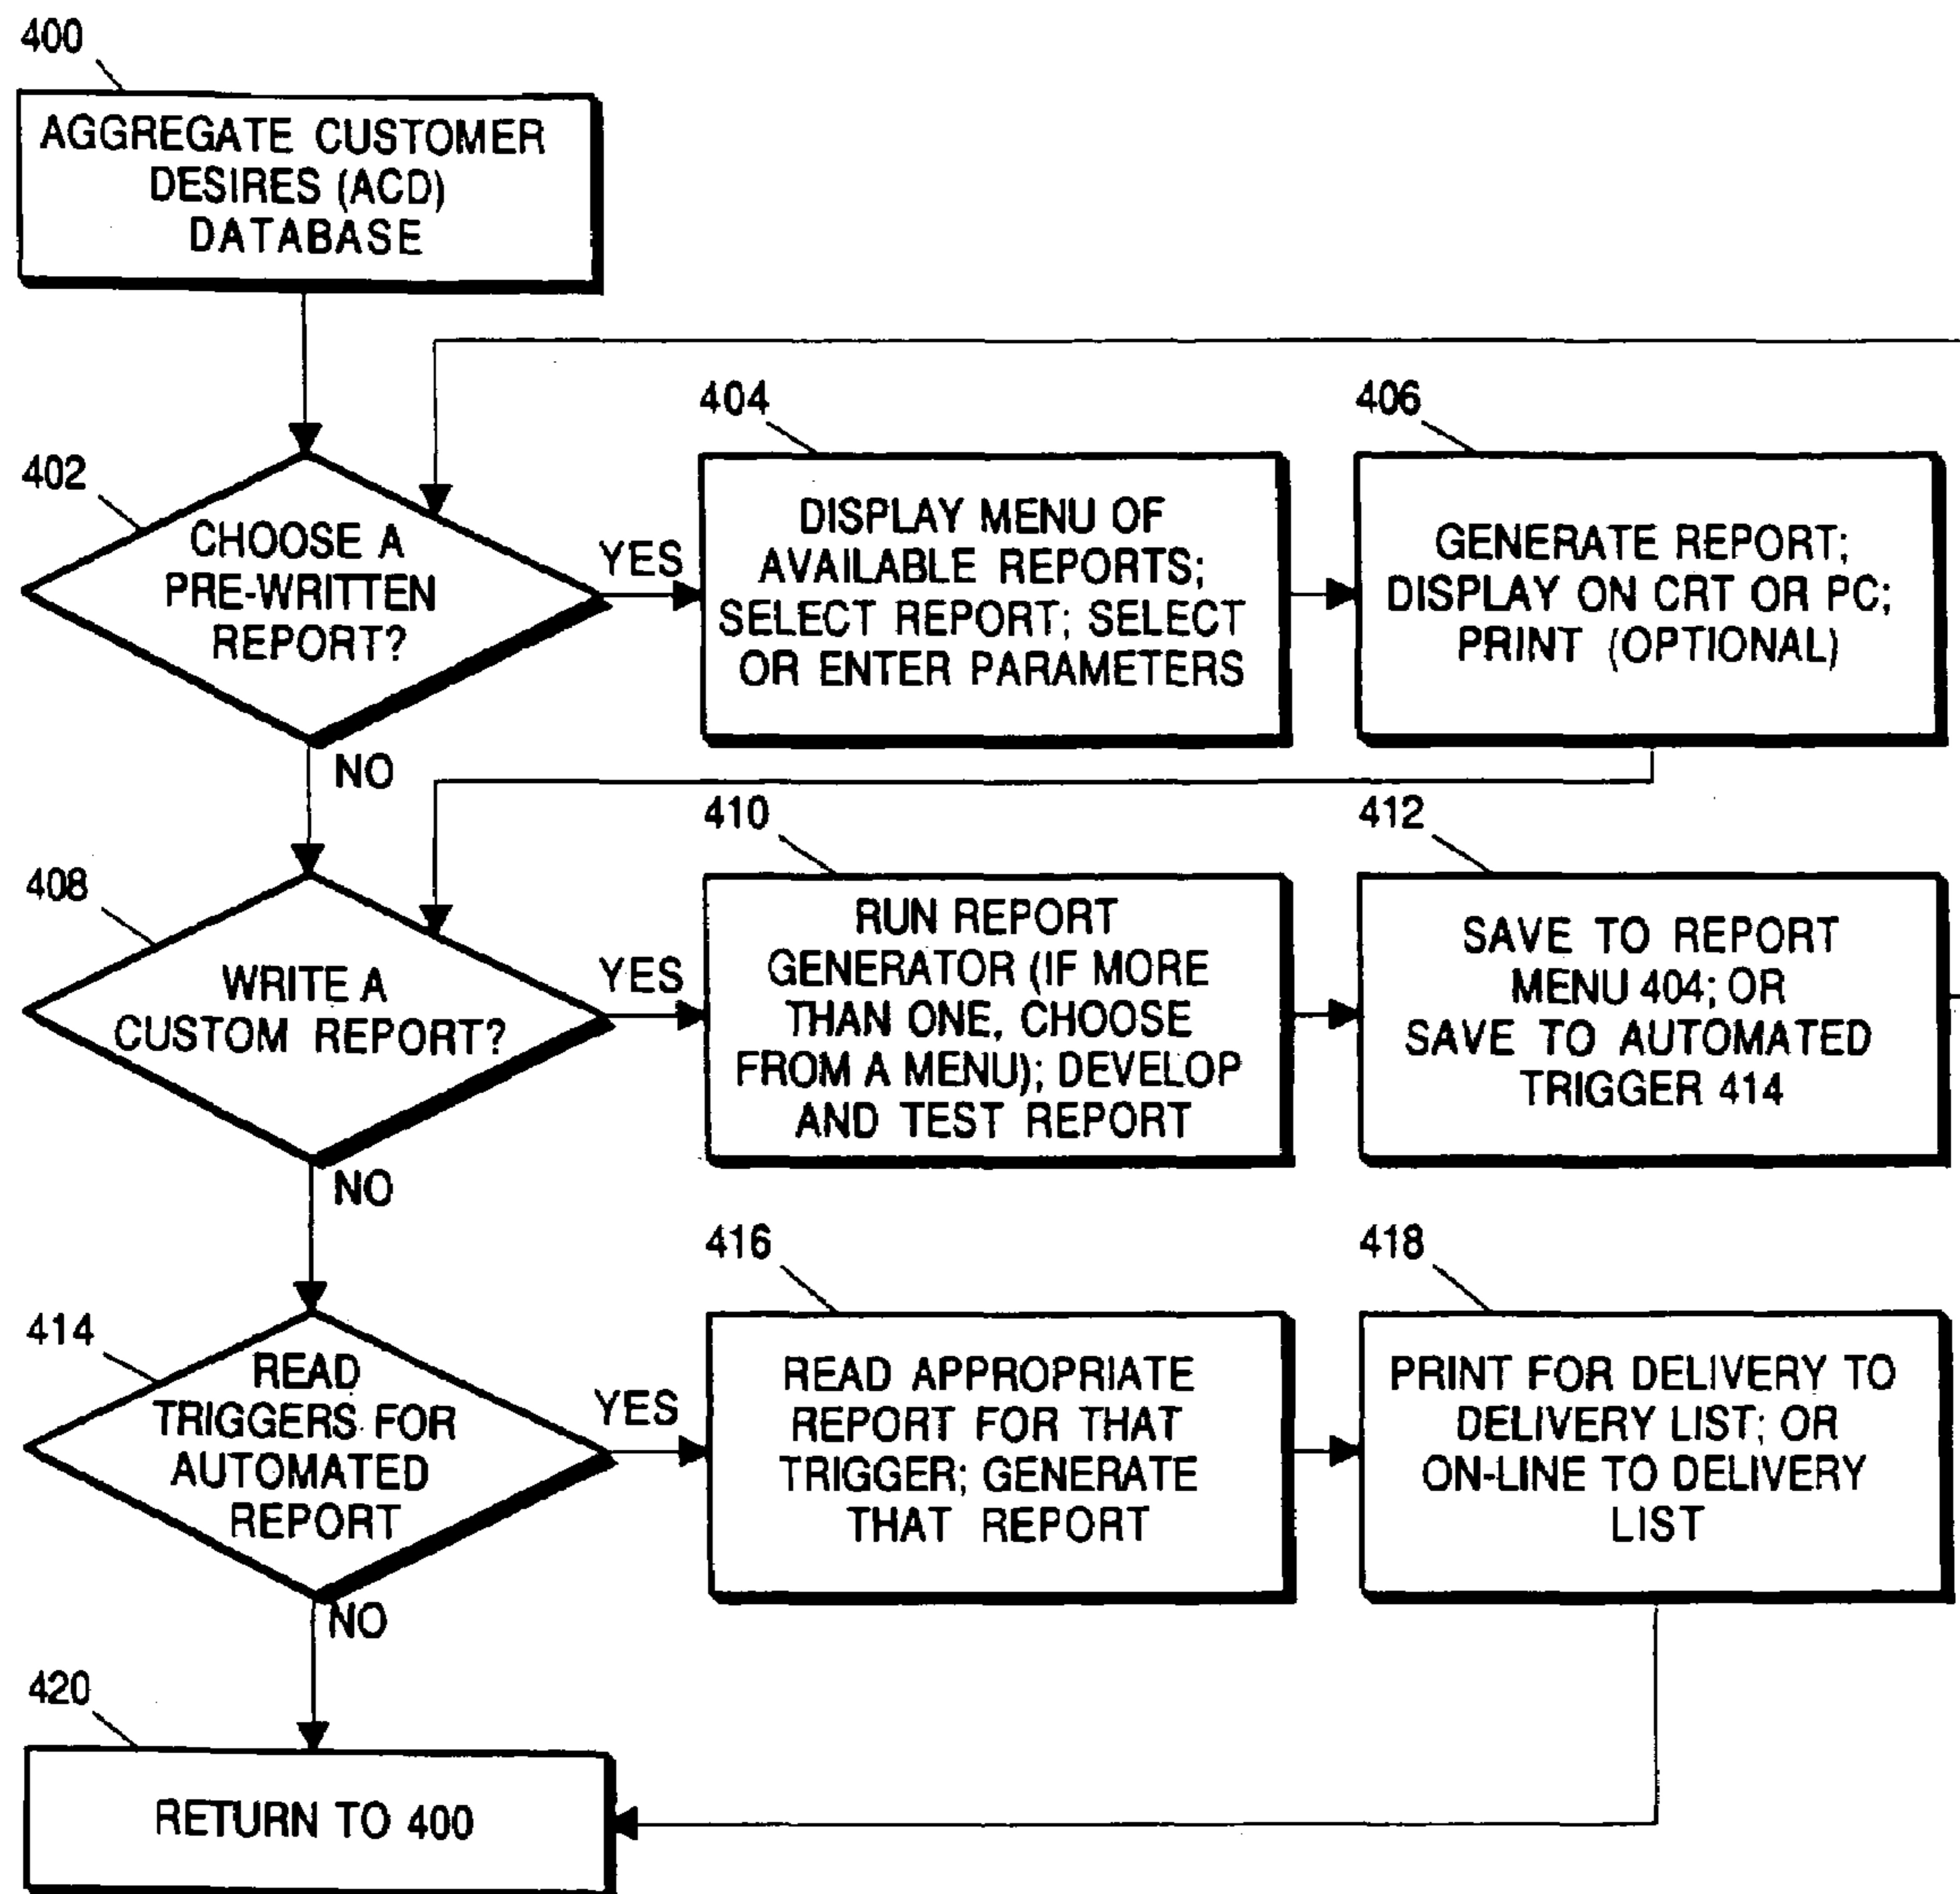 400
AGGREGATE CUSTOMER
DESIRES (ACD)
DATABASE
402
CHOOSE A
PRE-WRITTEN
REPORT?
YES
NO
404
DISPLAY MENU OF
AVAILABLE REPORTS;
SELECT REPORT; SELECT
OR ENTER PARAMETERS
406
GENERATE REPORT;
DISPLAY ON CRT OR PC;
PRINT (OPTIONAL)
408
WRITE A
CUSTOM REPORT?
YES
NO
410
RUN REPORT
GENERATOR (IF MORE
THAN ONE, CHOOSE
FROM A MENU); DEVELOP
AND TEST REPORT
412
SAVE TO REPORT
MENU 404; OR
SAVE TO AUTOMATED
TRIGGER 414
414
READ
TRIGGERS FOR
AUTOMATED
REPORT
YES
NO
416
READ APPROPRIATE
REPORT FOR THAT
TRIGGER; GENERATE
THAT REPORT
418
PRINT FOR DELIVERY TO
DELIVERY LIST; OR
ON-LINE TO DELIVERY
LIST
420
RETURN TO 400